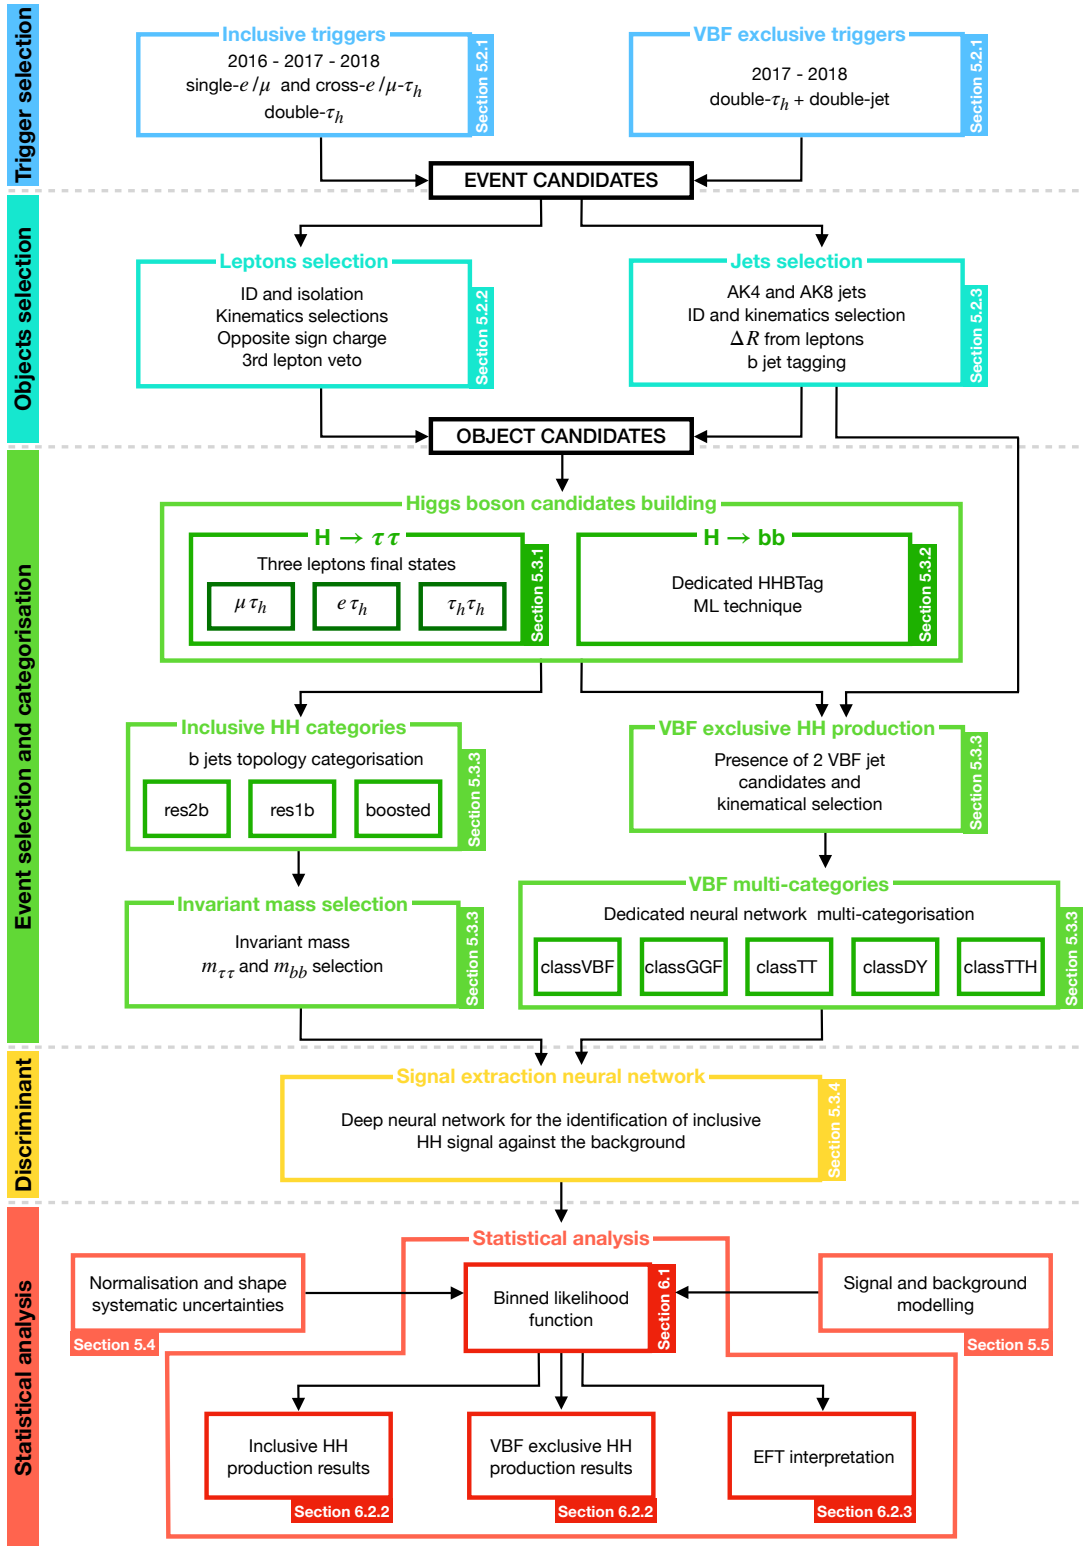 Trigger selection
Inclusive triggers
2016 - 2017 - 2018
single-e/μ and cross-e/μ-τh
double-τh
Section 5.2.1
VBF exclusive triggers
2017 - 2018
double-τh + double-jet
Section 5.2.1
EVENT CANDIDATES
Objects selection
Leptons selection
ID and isolation
Kinematics selections
Opposite sign charge
3rd lepton veto
Section 5.2.2
Jets selection
AK4 and AK8 jets
ID and kinematics selection
ΔR from leptons
b jet tagging
Section 5.2.3
OBJECT CANDIDATES
Event selection and categorisation
Higgs boson candidates building
H → ττ
Three leptons final states
μτh
eτh
τhτh
Section 5.3.1
H → bb
Dedicated HHBTag
ML technique
Section 5.3.2
Inclusive HH categories
b jets topology categorisation
res2b
res1b
boosted
Section 5.3.3
VBF exclusive HH production
Presence of 2 VBF jet
candidates and
kinematical selection
Section 5.3.3
Invariant mass selection
Invariant mass
mττ and mbb selection
Section 5.3.3
VBF multi-categories
Dedicated neural network multi-categorisation
classVBF
classGGF
classTT
classDY
classTTH
Section 5.3.3
Discriminant
Signal extraction neural network
Deep neural network for the identification of inclusive
HH signal against the background
Section 5.3.4
Statistical analysis
Statistical analysis
Normalisation and shape
systematic uncertainties
Section 5.4
Binned likelihood
function
Section 6.1
Signal and background
modelling
Section 5.5
Inclusive HH
production results
Section 6.2.2
VBF exclusive HH
production results
Section 6.2.2
EFT interpretation
Section 6.2.3